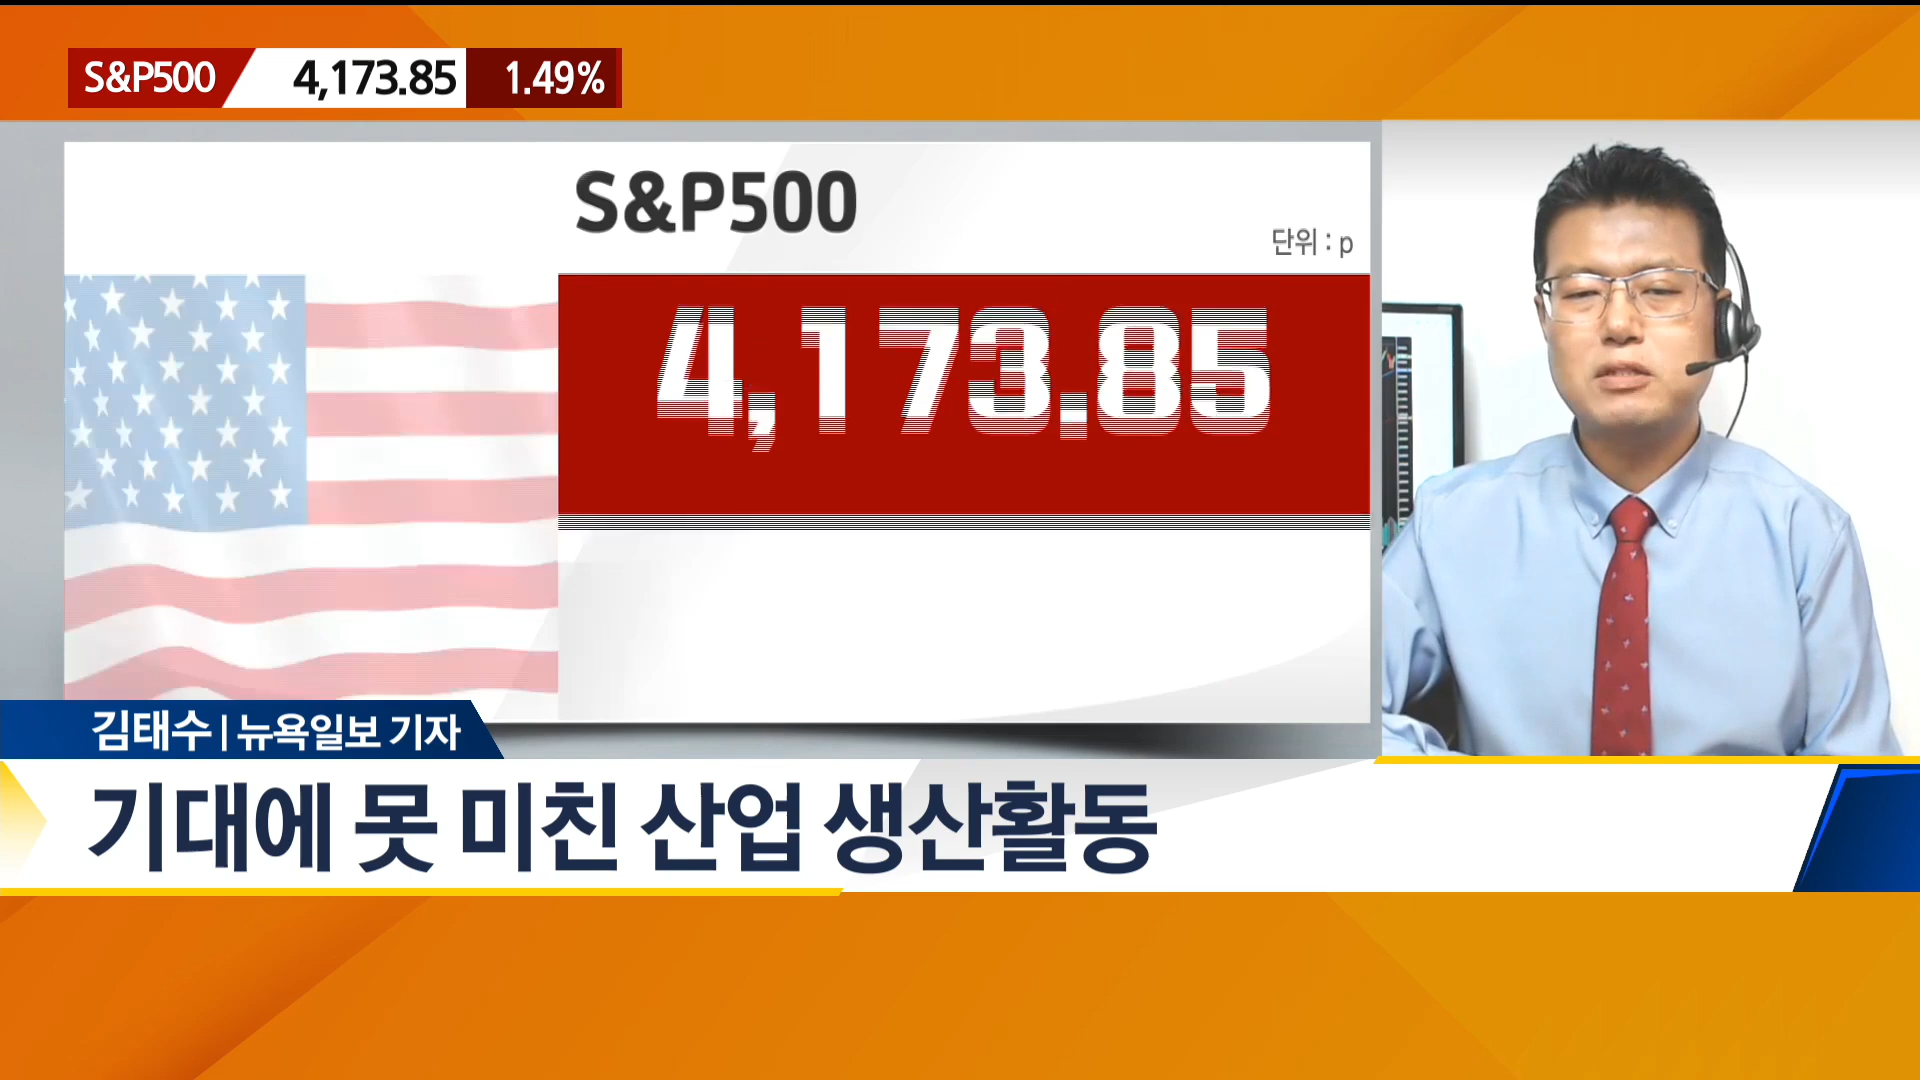 S&P500 4,173.85 1.49%
S&P500
단위 : p
4,173.85
김태수 | 뉴욕일보 기자
기대에 못 미친 산업 생산활동